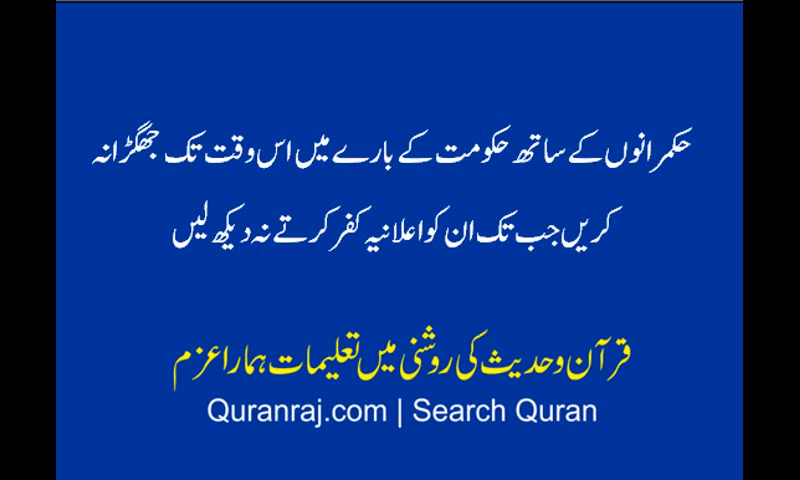 حکمرانوں کے ساتھ حکومت کے بارے میں اس وقت تک جھگڑا نہ
کریں جب تک ان کو اعلانیہ کفر کرتے نہ دیکھ لیں
قرآن و حدیث کی روشنی میں تعلیمات ہمارا عزم
Quranraj.com | Search Quran